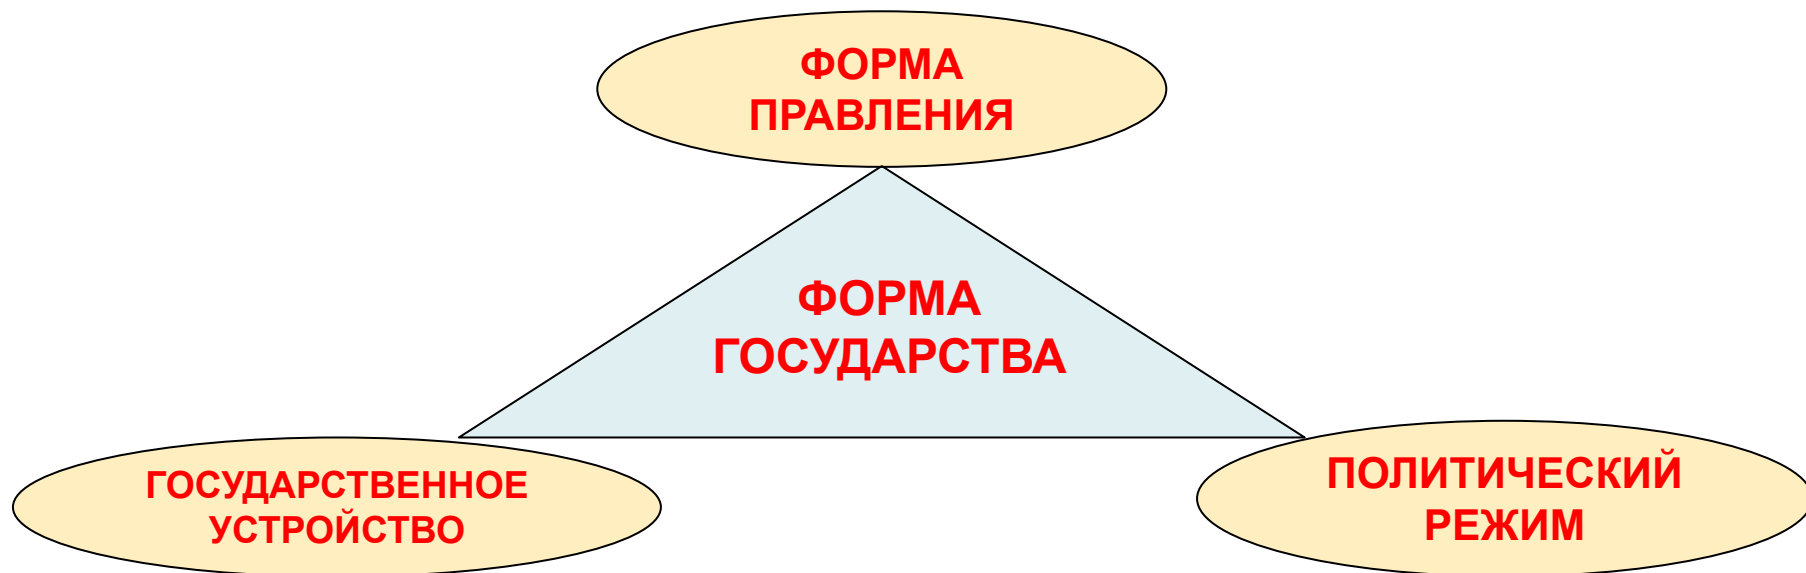 ФОРМА
ПРАВЛЕНИЯ
ФОРМА
ГОСУДАРСТВА
ГОСУДАРСТВЕННОЕ
УСТРОЙСТВО
ПОЛИТИЧЕСКИЙ
РЕЖИМ